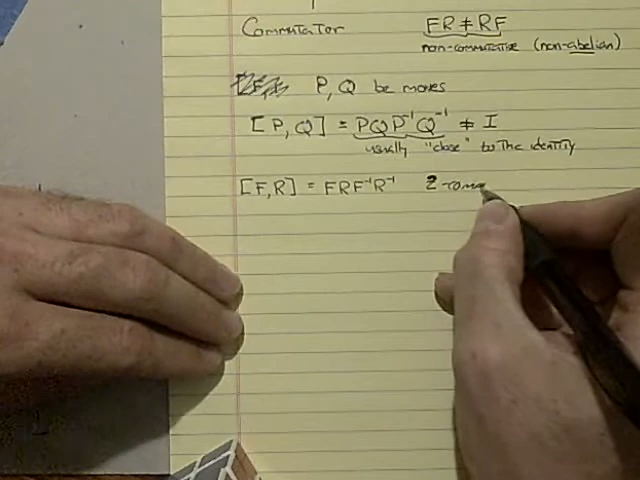 Commutator FR ≠ RF
non-commutative (non-abelian)
P, Q be moves
[P, Q] = PQP⁻¹Q⁻¹ ≠ I
usually "close" to the identity
[F,R] = FRF⁻¹R⁻¹